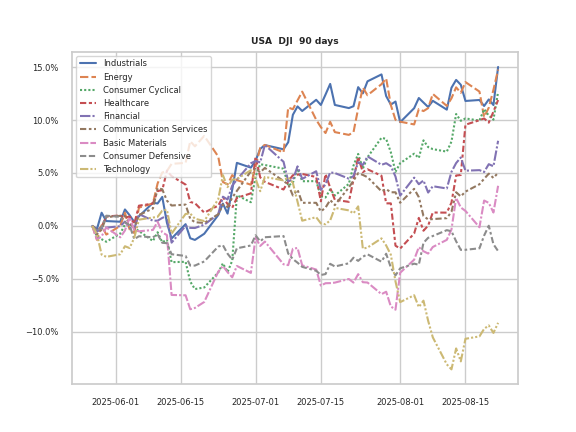 USA DJI 90 days
15.0%
10.0%
5.0%
0.0%
−5.0%
−10.0%
Industrials
Energy
Consumer Cyclical
Healthcare
Financial
Communication Services
Basic Materials
Consumer Defensive
Technology
2025-06-01
2025-06-15
2025-07-01
2025-07-15
2025-08-01
2025-08-15